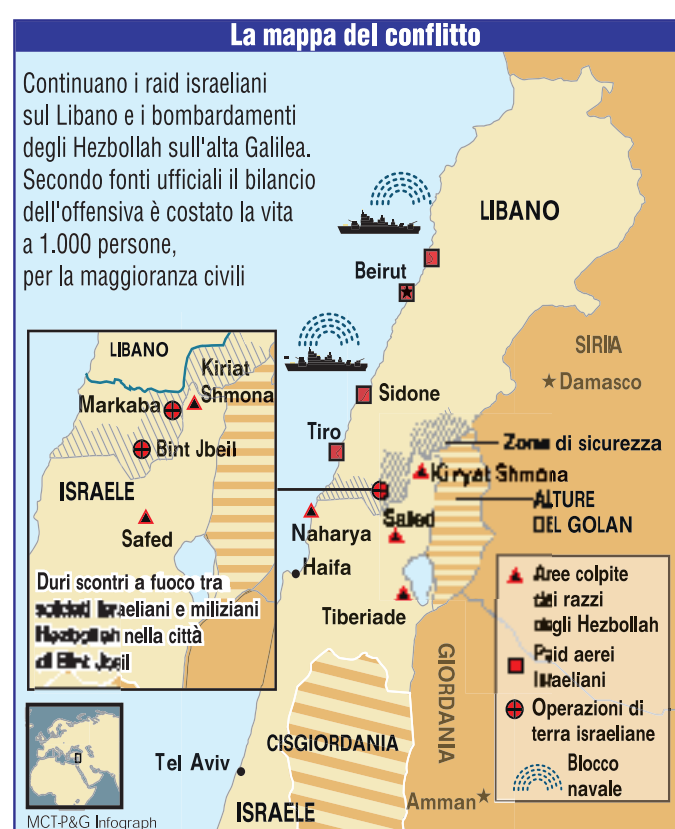 La mappa del conflitto
Continuano i raid israeliani
sul Libano e i bombardamenti
degli Hezbollah sull'alta Galilea.
Secondo fonti ufficiali il bilancio
dell'offensiva è costato la vita
a 1.000 persone,
per la maggioranza civili
LIBANO
Beirut
SIRIIA
Damasco
Sidone
Tiro
Zona di sicurezza
Kiryat Shmona
ALTURE
DEL GOLAN
Naharya
Safed
Haifa
Tiberiade
LIBANO
Kiriat
Shmona
Markaba
Bint Jbeil
ISRAELE
Safed
Duri scontri a fuoco tra
soldati Israeliani e miliziani
Hezbollah nella città
di Bint Jbeil
Aree colpite
dai razzi
degli Hezbollah
Raid aerei
Israeliani
Operazioni di
terra israeliane
Blocco
navale
GIORDANIA
CISGIORDANIA
Tel Aviv
ISRAELE
Amman
MCT-P&G Infograph